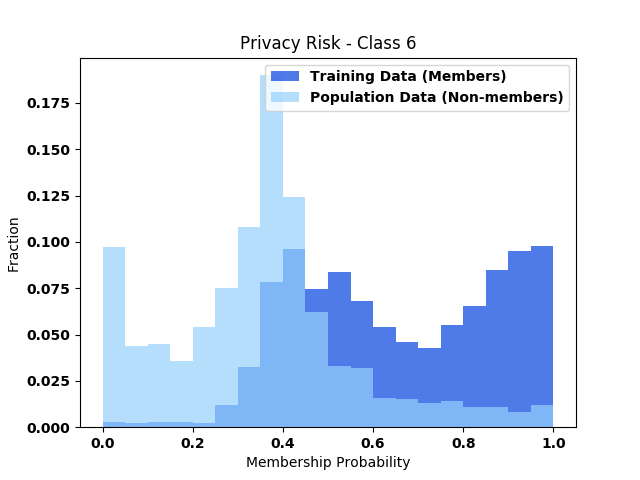 Privacy Risk - Class 6
Training Data (Members)
Population Data (Non-members)
0.175
0.150
0.125
0.100
0.075
0.050
0.025
0.000
Fraction
0.0 0.2 0.4 0.6 0.8 1.0
Membership Probability